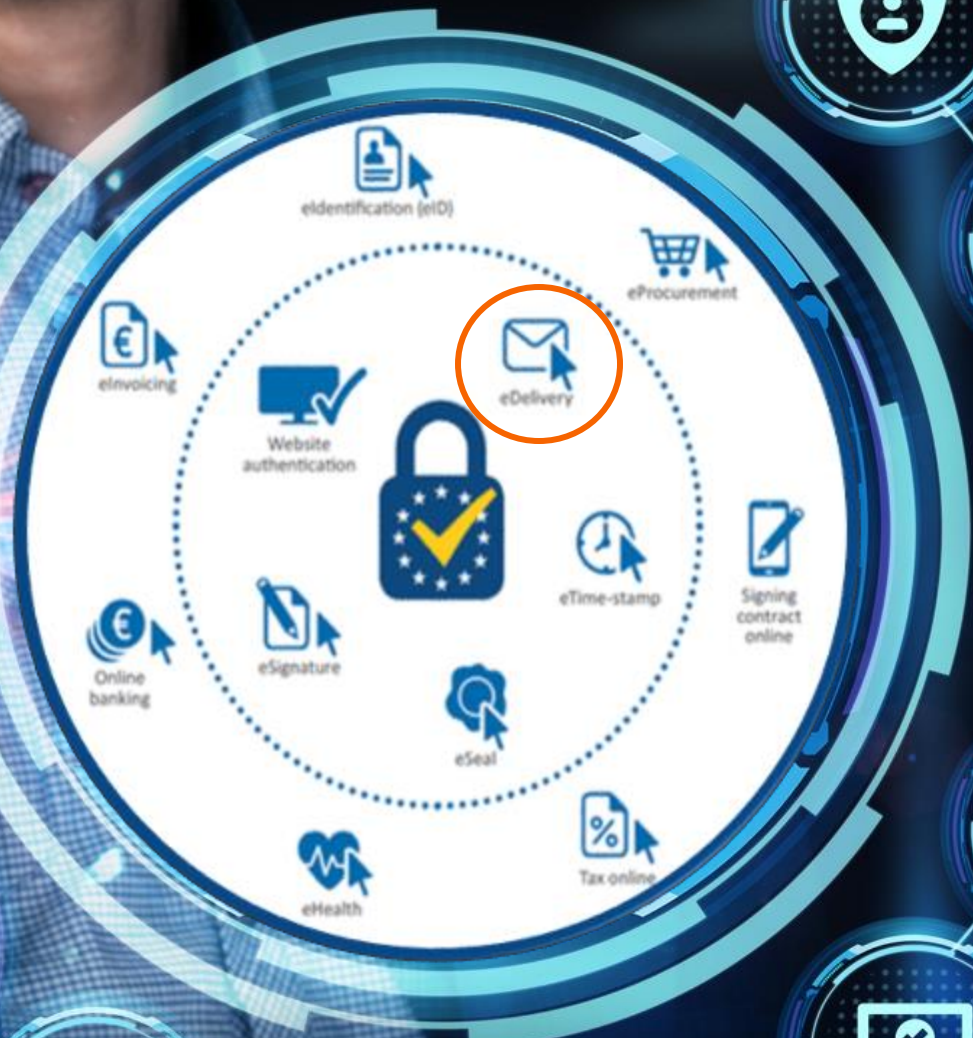 eIdentification (eID)
eProcurement
eInvoicing
eDelivery
Website
authentication
eTime-stamp
Signing
contract
online
eSignature
Online
banking
eSeal
Tax online
eHealth